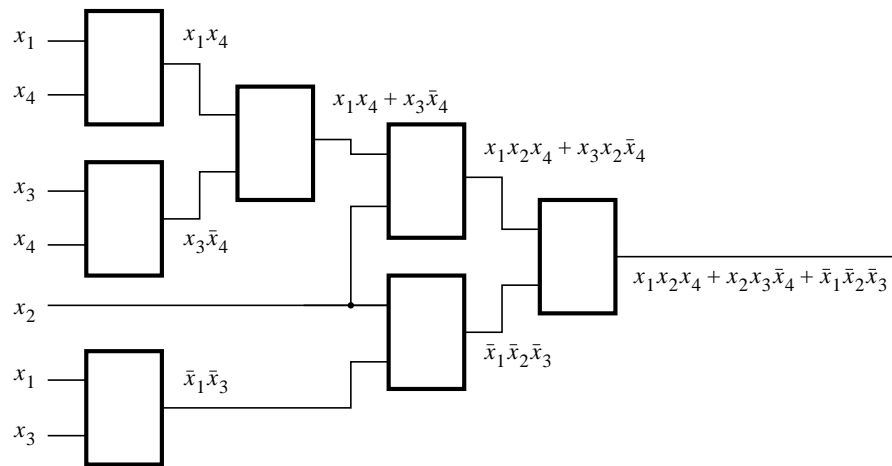 x₁
x₄
x₁x₄
x₁x₄ + x₃x̄₄
x₁x₂x₄ + x₃x₂x̄₄
x₃
x₄
x₃x̄₄
x₁x₂x₄ + x₂x₃x̄₄ + x̄₁x̄₂x̄₃
x₂
x̄₁x̄₂x̄₃
x₁
x₃
x̄₁x̄₃